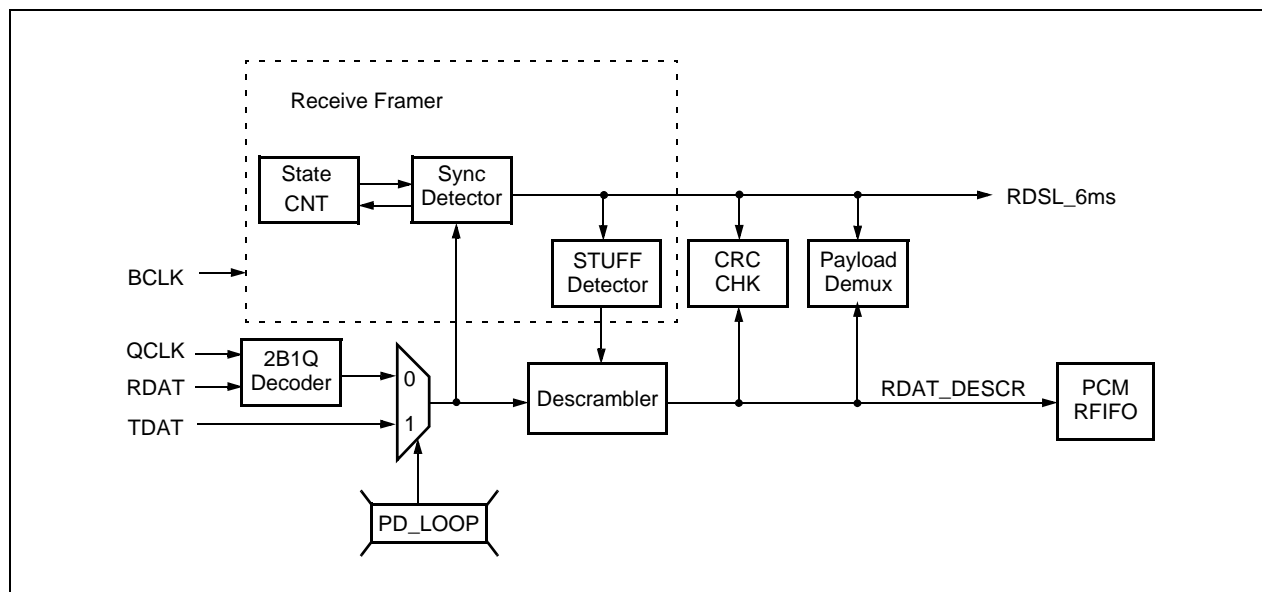 Receive Framer
State
CNT
Sync
Detector
RDSL_6ms
BCLK
STUFF
Detector
CRC
CHK
Payload
Demux
QCLK
RDAT
2B1Q
Decoder
0
TDAT
1
Descrambler
RDAT_DESCR
PCM
RFIFO
PD_LOOP